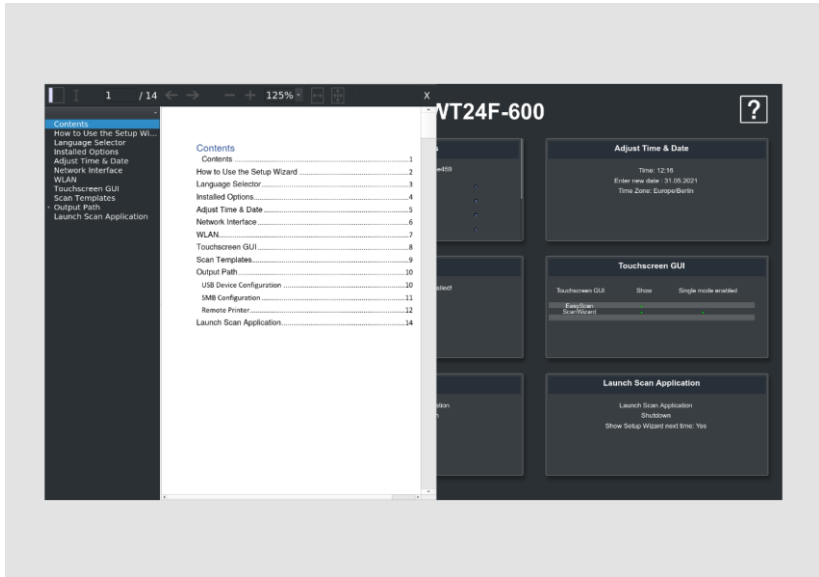 1 / 14 125% X
Contents
How to Use the Setup Wi...
Language Selector
Installed Options
Adjust Time & Date
Network Interface
WLAN
Touchscreen GUI
Scan Templates
Output Path
Launch Scan Application
Contents
Contents 1
How to Use the Setup Wizard 2
Language Selector 3
Installed Options 4
Adjust Time & Date 5
Network Interface 6
WLAN 7
Touchscreen GUI 8
Scan Templates 9
Output Path 10
USB Device Configuration 10
SMB Configuration 11
Remote Printer 12
Launch Scan Application 14
WT24F-600 ?
Adjust Time & Date
Time: 12:16
Enter new date : 31.05.2021
Time Zone: Europe/Berlin
Touchscreen GUI
Touchscreen GUI Show Single mode enabled
EasyScan
ScanWizard
Launch Scan Application
Launch Scan Application
Shutdown
Show Setup Wizard next time: Yes